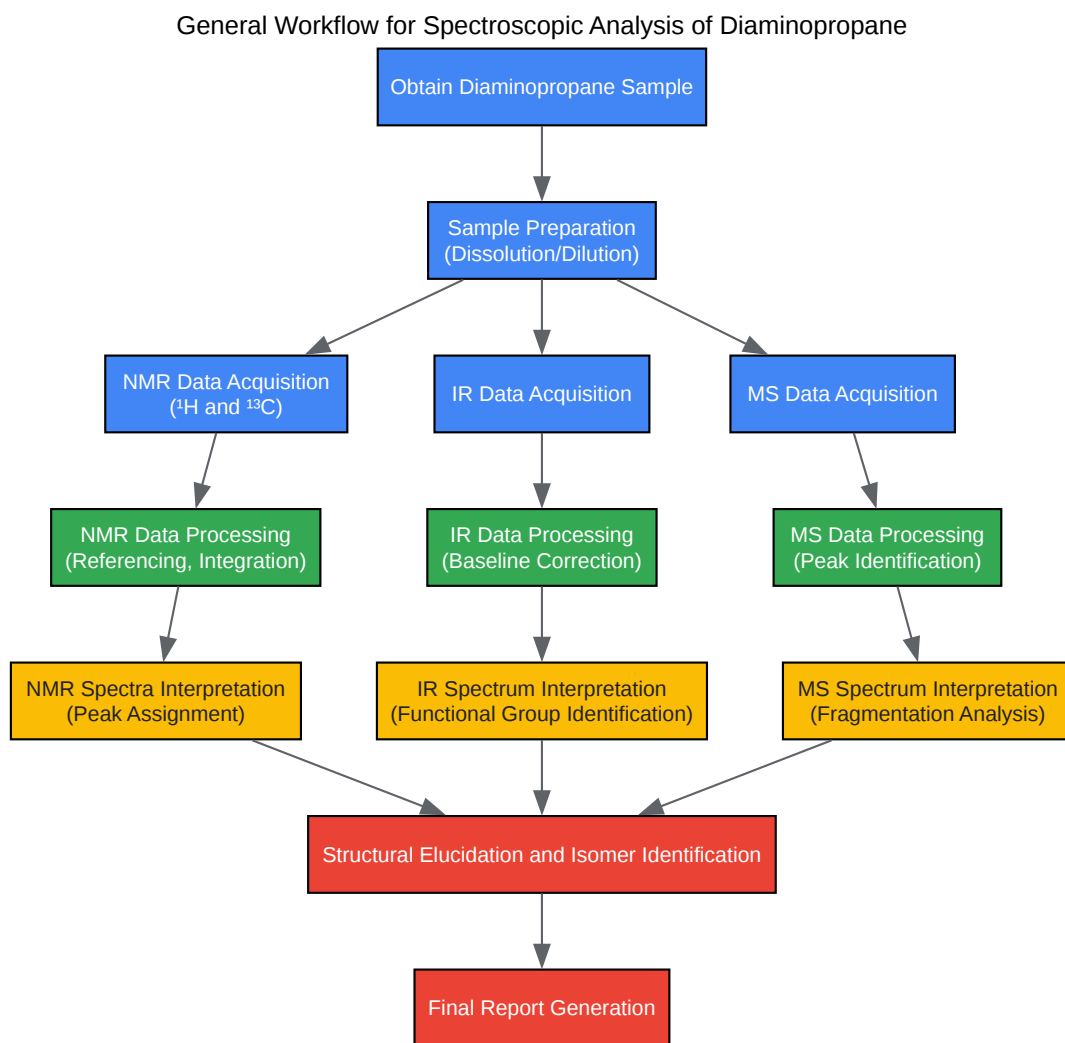 General Workflow for Spectroscopic Analysis of Diaminopropane
Obtain Diaminopropane Sample
Sample Preparation
(Dissolution/Dilution)
NMR Data Acquisition
(¹H and ¹³C)
IR Data Acquisition
MS Data Acquisition
NMR Data Processing
(Referencing, Integration)
IR Data Processing
(Baseline Correction)
MS Data Processing
(Peak Identification)
NMR Spectra Interpretation
(Peak Assignment)
IR Spectrum Interpretation
(Functional Group Identification)
MS Spectrum Interpretation
(Fragmentation Analysis)
Structural Elucidation and Isomer Identification
Final Report Generation